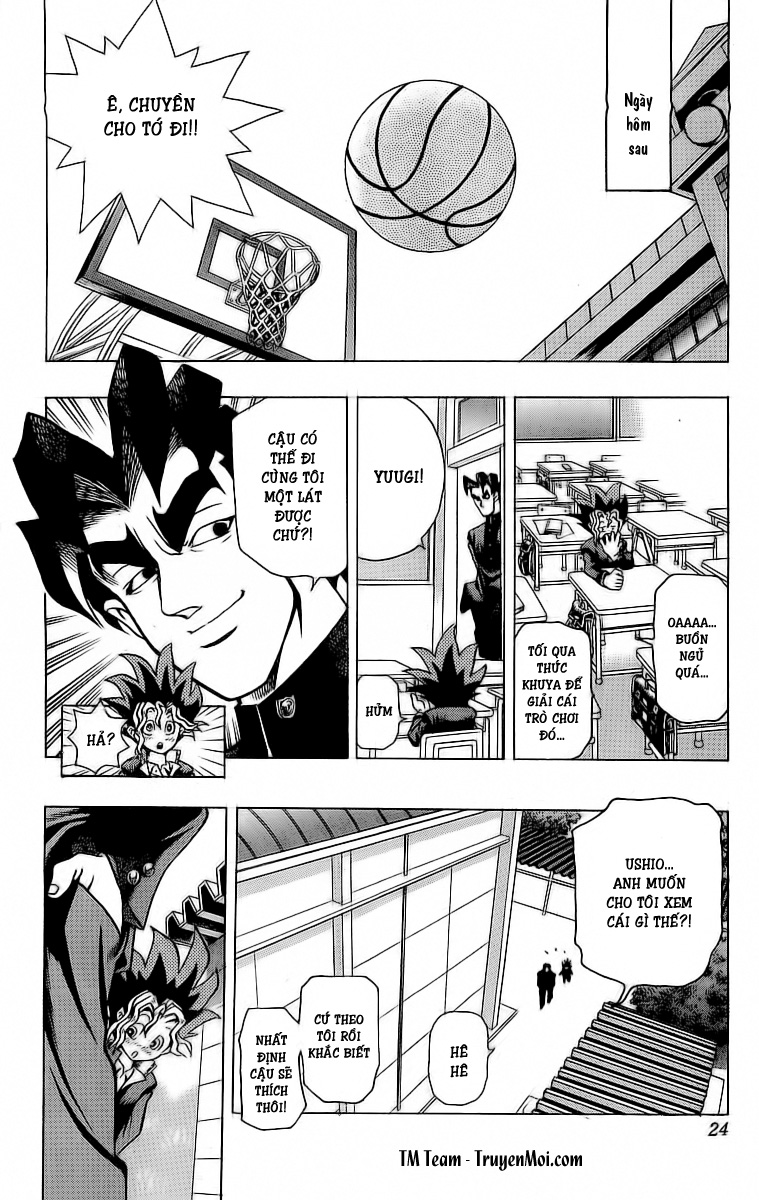 Ngày
hôm
sau
Ê, CHUYỀN
CHO TỚ ĐI!!
OAAAA...
BUỒN
NGỦ
QUÁ...
TỐI QUA
THỨC
KHUYA ĐỂ
GIẢI CÁI
TRÒ CHƠI
ĐÓ...
YUUGI!
HỬM
CẬU CÓ
THỂ ĐI
CÙNG TÔI
MỘT LÁT
ĐƯỢC
CHỨ?!
HẢ?
USHIO...
ANH MUỐN
CHO TÔI XEM
CÁI GÌ THẾ?!
HÊ
HÊ
CỨ THEO
TÔI RỒI
KHẮC BIẾT
NHẤT
ĐỊNH
CẬU SẼ
THÍCH
THÔI!
24
TM Team - TruyenMoi.com